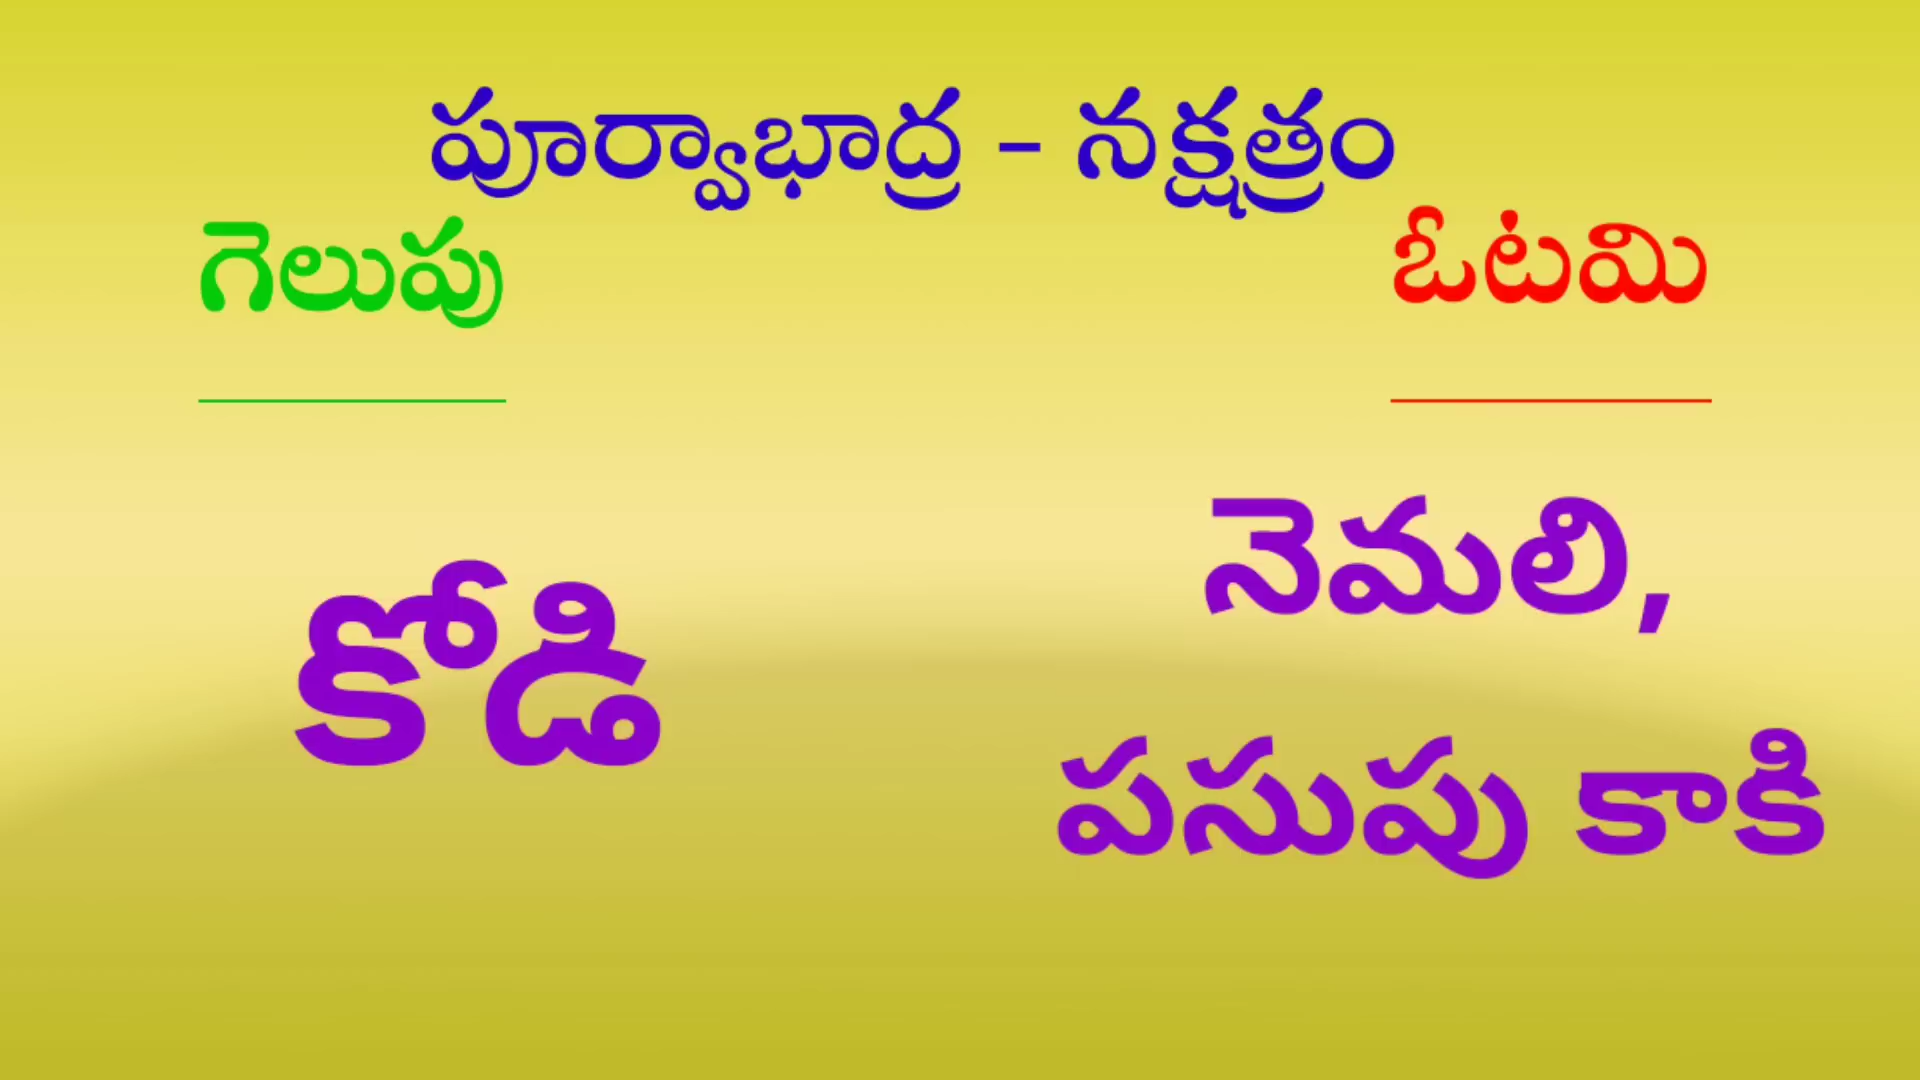 పూర్వాభాద్ర – నక్షత్రం
గెలుపు
ఓటమి
కోడి
నెమలి,
పసుపు కాకి